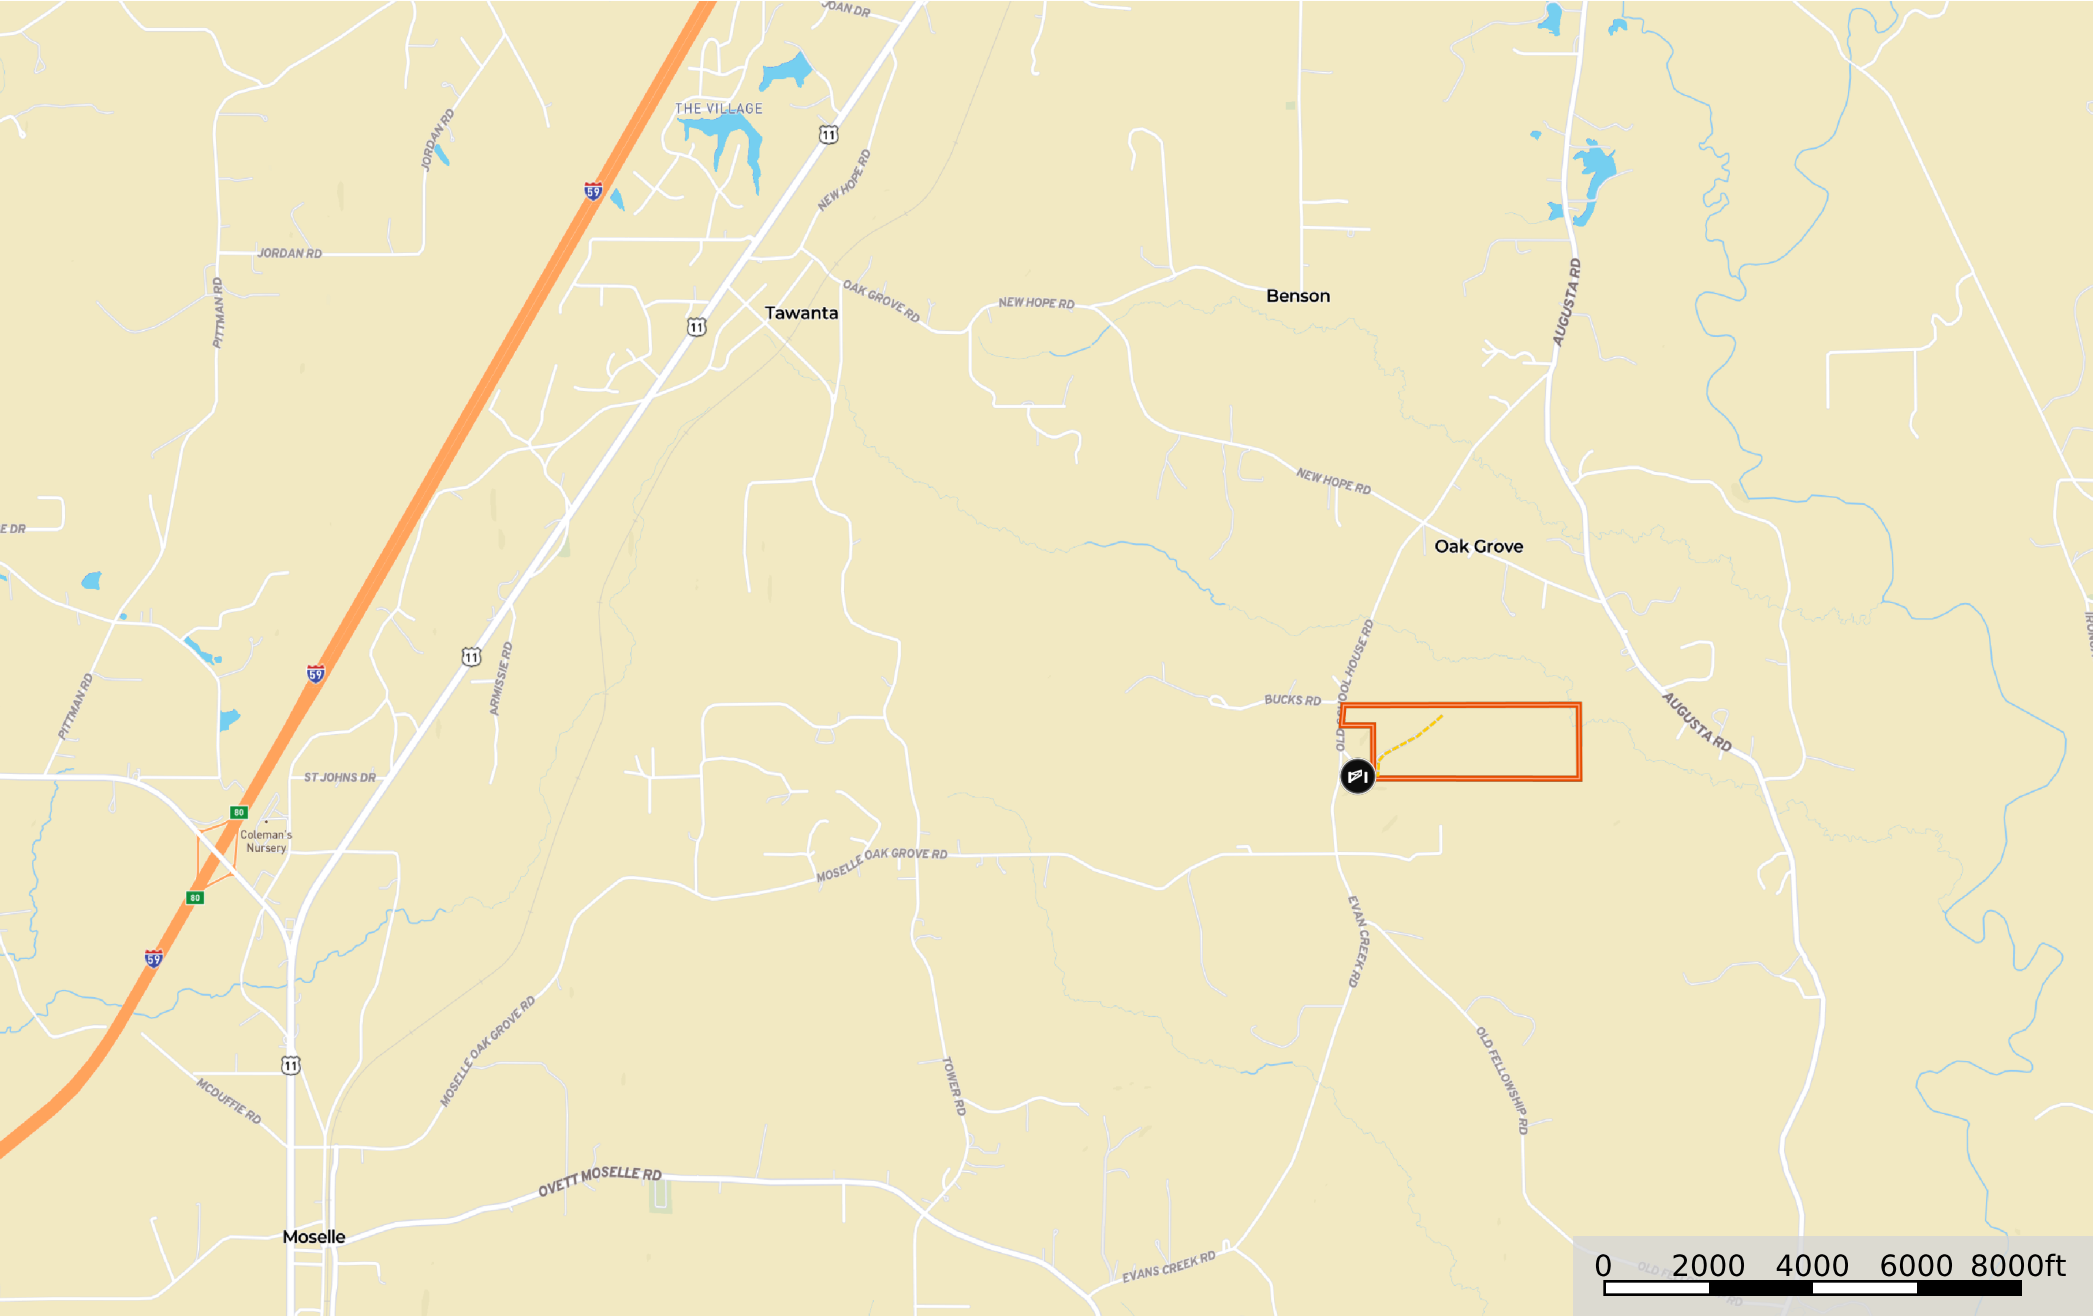 JOAN DR
THE VILLAGE
11
JORDAN RD
NEW HOPE RD
59
JORDAN RD
PITTMAN RD
OAK GROVE RD
NEW HOPE RD
Benson
AUGUSTA RD
Tawanta
11
NEW HOPE RD
E DR
Oak Grove
OLD SCHOOL HOUSE RD
11
59
ARMISSIE RD
PITTMAN RD
BUCKS RD
AUGUSTA RD
ST JOHNS DR
80
Coleman's
Nursery
MOSELLE OAK GROVE RD
80
EVAN CREEK RD
59
MOSELLE OAK GROVE RD
OLD FELLOWSHIP RD
11
TOWER RD
MCOUFFIE RD
OVETT MOSELLE RD
Moselle
EVANS CREEK RD
0 2000 4000 6000 8000ft